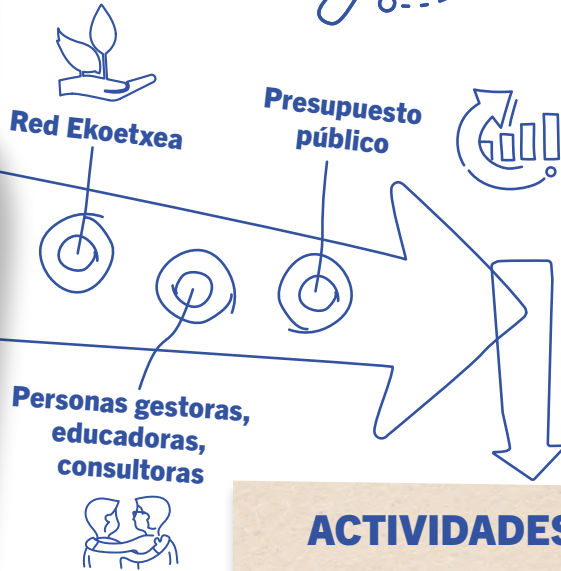 Red Ekoetxea
Presupuesto
público
Personas gestoras,
educadoras,
consultoras
ACTIVIDADES